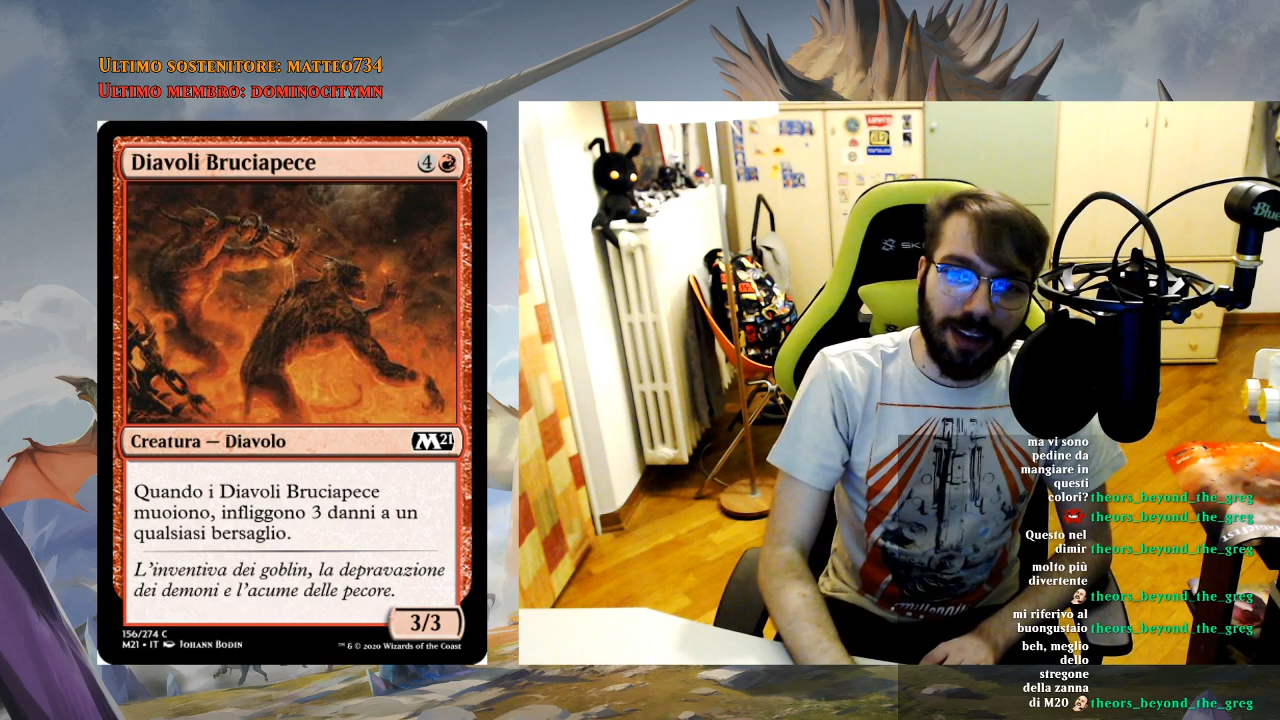 Ultimo sostenitore: matteo734
Ultimo membro: dominocitymn
Diavoli Bruciapece
4
Creatura — Diavolo
M21
Quando i Diavoli Bruciapece
muoiono, infliggono 3 danni a un
qualsiasi bersaglio.
L'inventiva dei goblin, la depravazione
dei demoni e l'acume delle pecore.
3/3
156/274 C
M21 • IT Johann Bodin
™ & © 2020 Wizards of the Coast
Levi's
Blue
ma vi sono
pedine da
mangiare in
questi
colori? theors_beyond_the_greg
theors_beyond_the_greg
Questo nel
dimir theors_beyond_the_greg
molto più
divertente
theors_beyond_the_greg
mi riferivo al
buongustaio theors_beyond_the_greg
beh, meglio
dello
stregone
della zanna
di M20 theors_beyond_the_greg